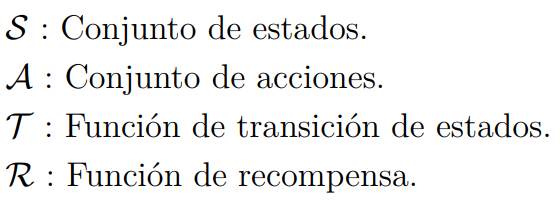 𝒮 : Conjunto de estados.
𝒜 : Conjunto de acciones.
𝒯 : Función de transición de estados.
ℛ : Función de recompensa.